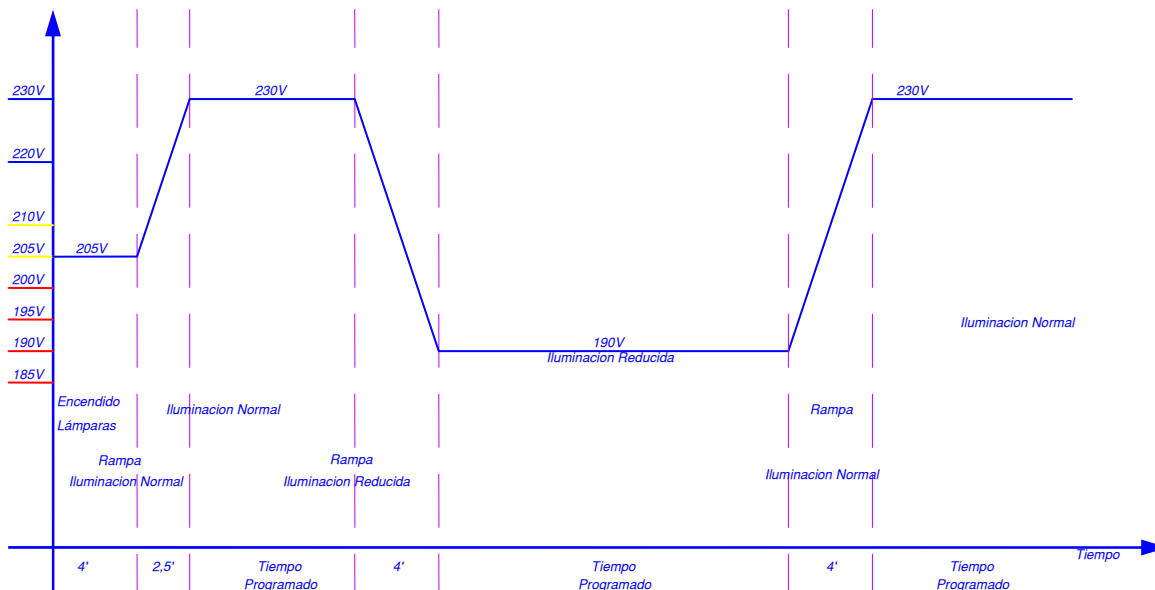 230V
220V
210V
205V
200V
195V
190V
185V
205V
230V
190V
230V
Iluminacion Reducida
Iluminacion Normal
Encendido
Lámparas
Iluminacion Normal
Rampa
Rampa
Iluminacion Normal
Rampa
Iluminacion Reducida
Iluminacion Normal
Tiempo
4'
2,5'
Tiempo
Programado
4'
Tiempo
Programado
4'
Tiempo
Programado